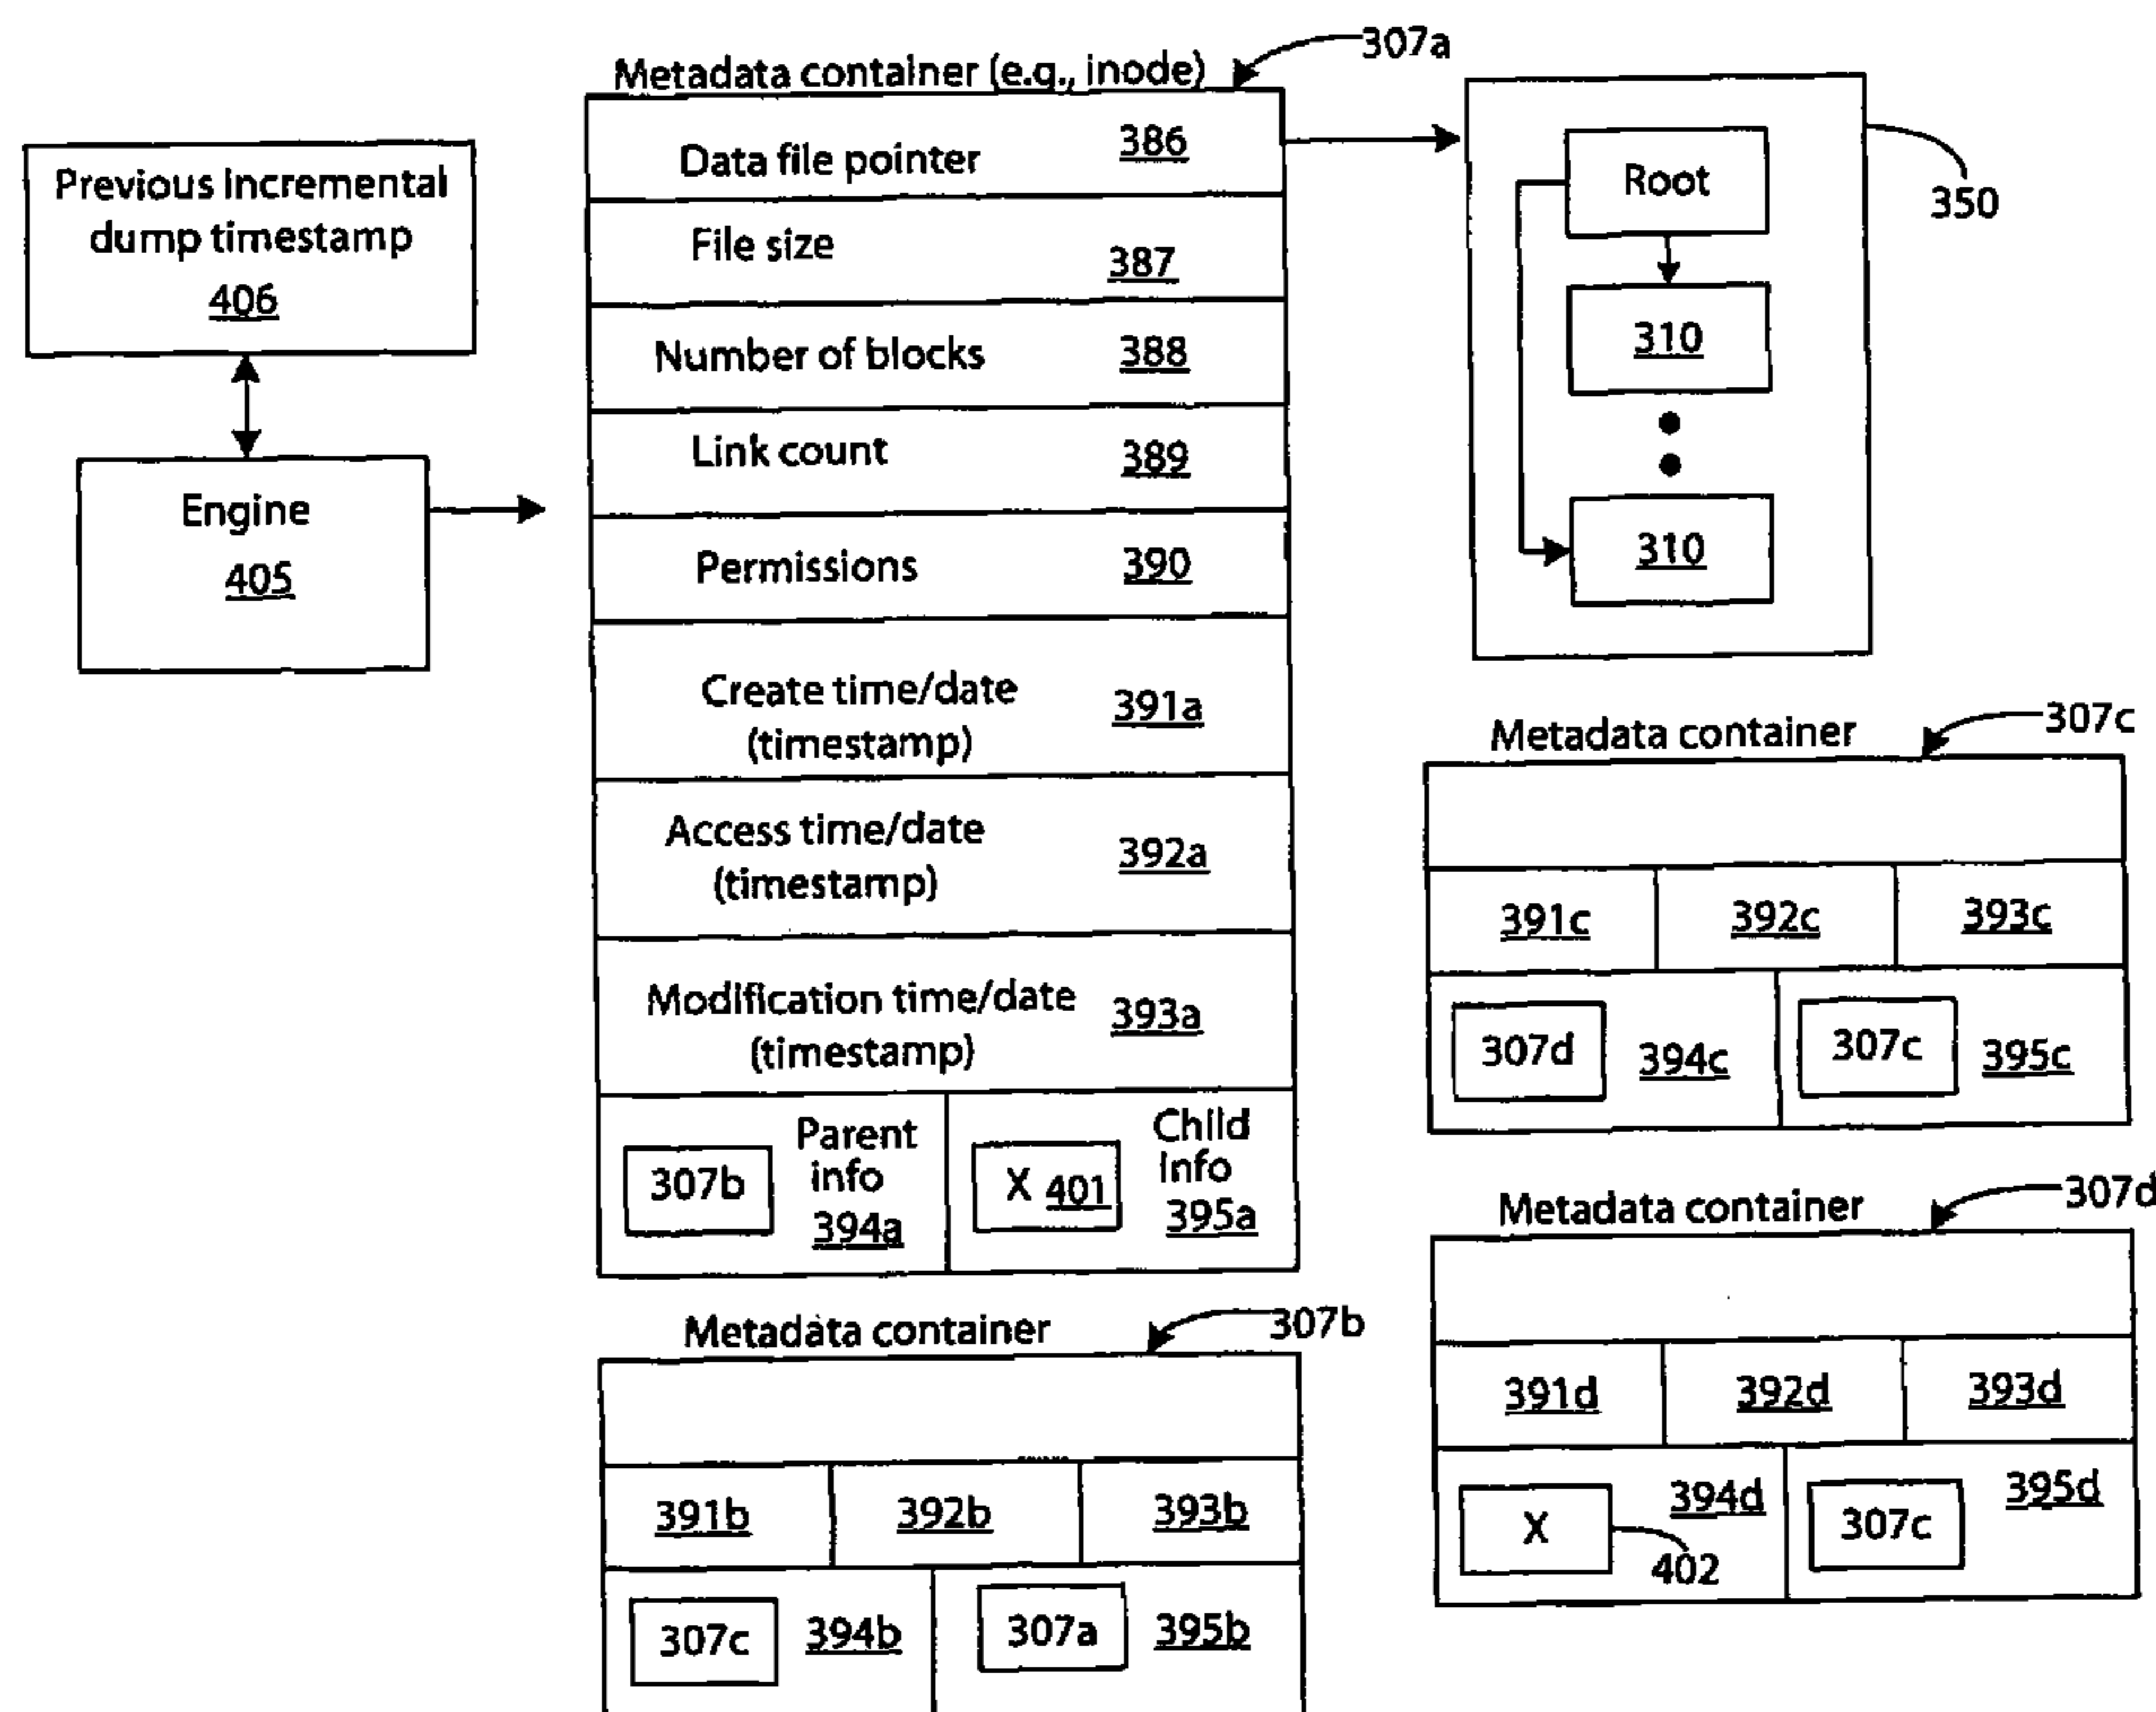 Previous Incremental
dump timestamp
406
Engine
405
Metadata container (e.g., inode)
307a
Data file pointer 386
File size 387
Number of blocks 388
Link count 389
Permissions 390
Create time/date
(timestamp) 391a
Access time/date
(timestamp) 392a
Modification time/date
(timestamp) 393a
307b
Parent
info
394a
X 401
Child
Info
395a
Root
310
310
350
Metadata container
307b
391b 392b 393b
307c 394b 307a 395b
Metadata container
307c
391c 392c 393c
307d 394c 307c 395c
Metadata container
307d
391d 392d 393d
X 394d 307c 395d
402